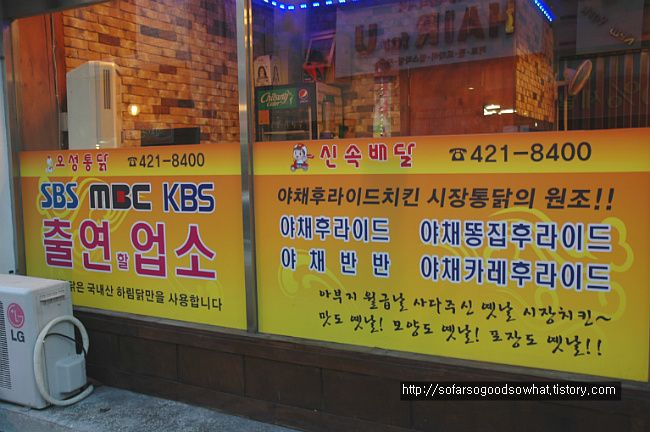 HAIR
Chilsung Cider
오성통닭 ☎421-8400
SBS MBC KBS
출연할업소
닭은 국내산 하림닭만을 사용합니다
LG
신속배달 ☎421-8400
야채후라이드치킨 시장통닭의 원조!!
야채후라이드 야채똥집후라이드
야채반반 야채카레후라이드
아부지 월급날 사다주신 옛날 시장치킨~
맛도 옛날! 모양도 옛날! 포장도 옛날!!
http://sofarsogoodsowhat.tistory.com